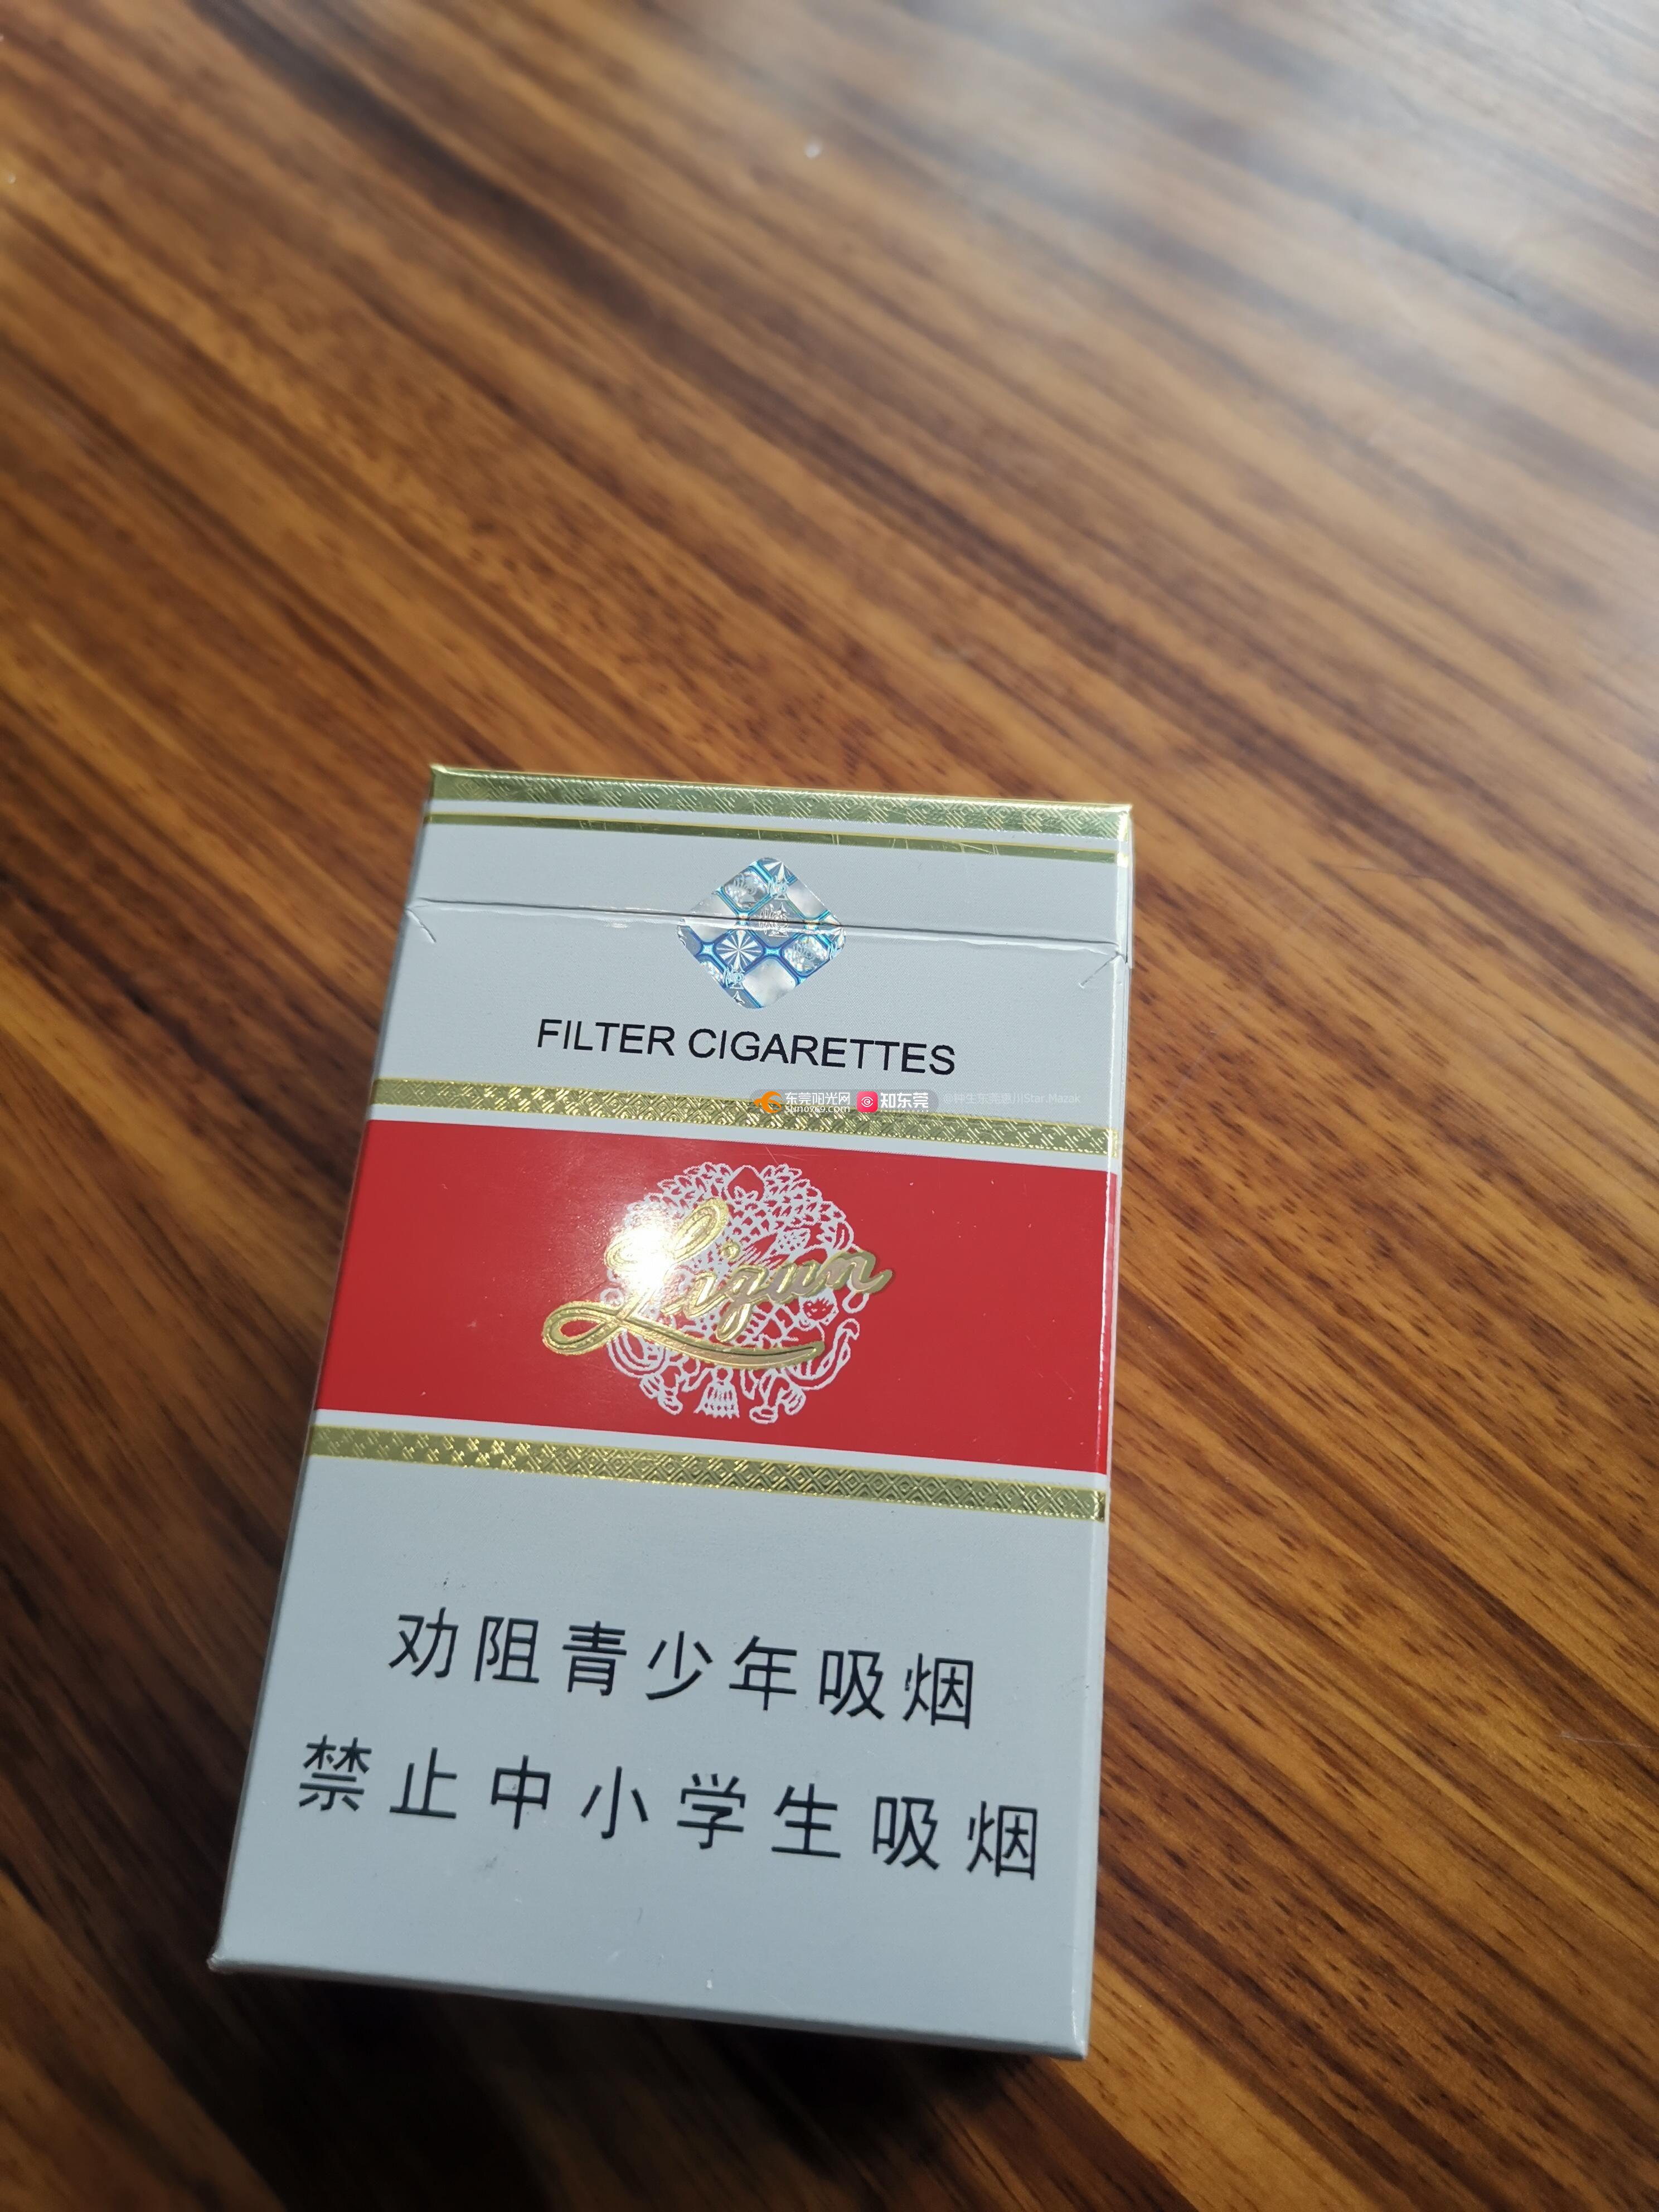 FILTER CIGARETTES
东莞阳光网
知东莞
Liqun
劝阻青少年吸烟
禁止中小学生吸烟